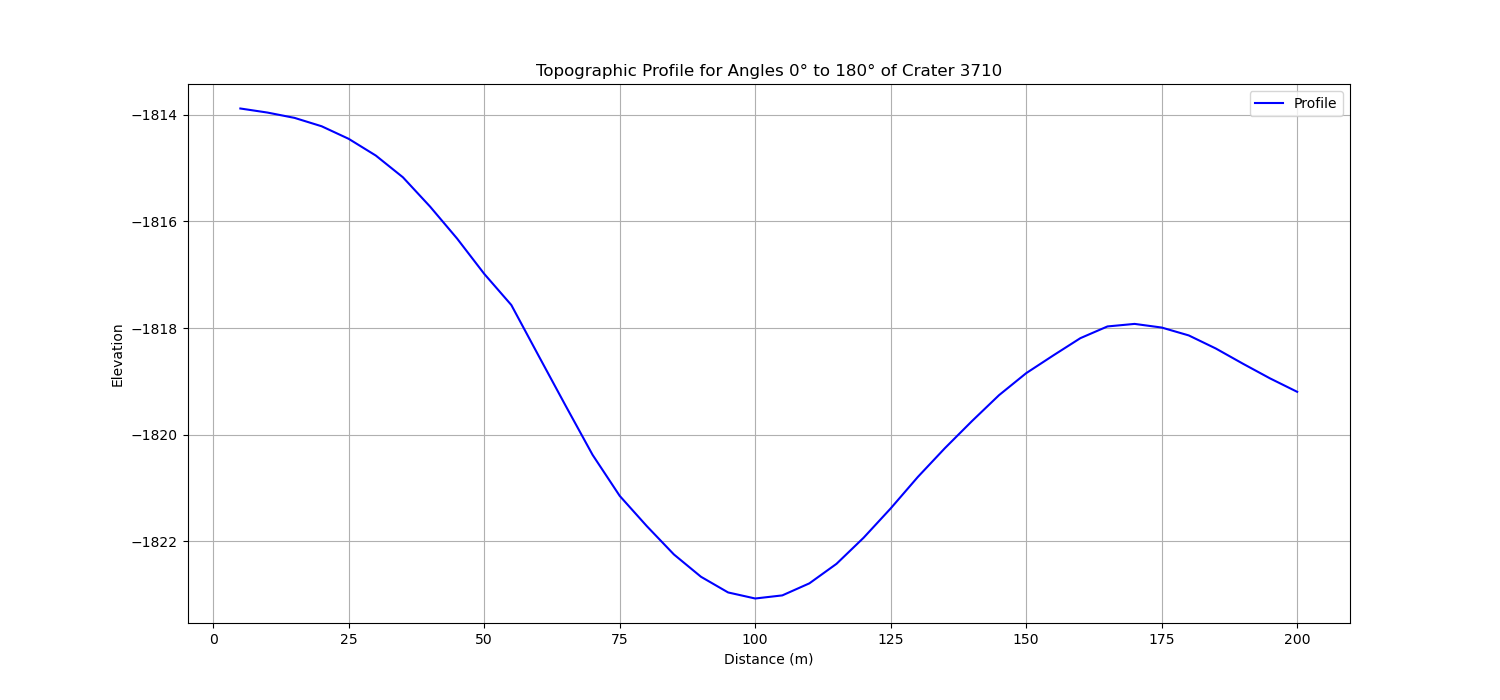 Topographic Profile for Angles 0° to 180° of Crater 3710
Profile
−1814
−1816
−1818
−1820
−1822
Elevation
0 25 50 75 100 125 150 175 200
Distance (m)